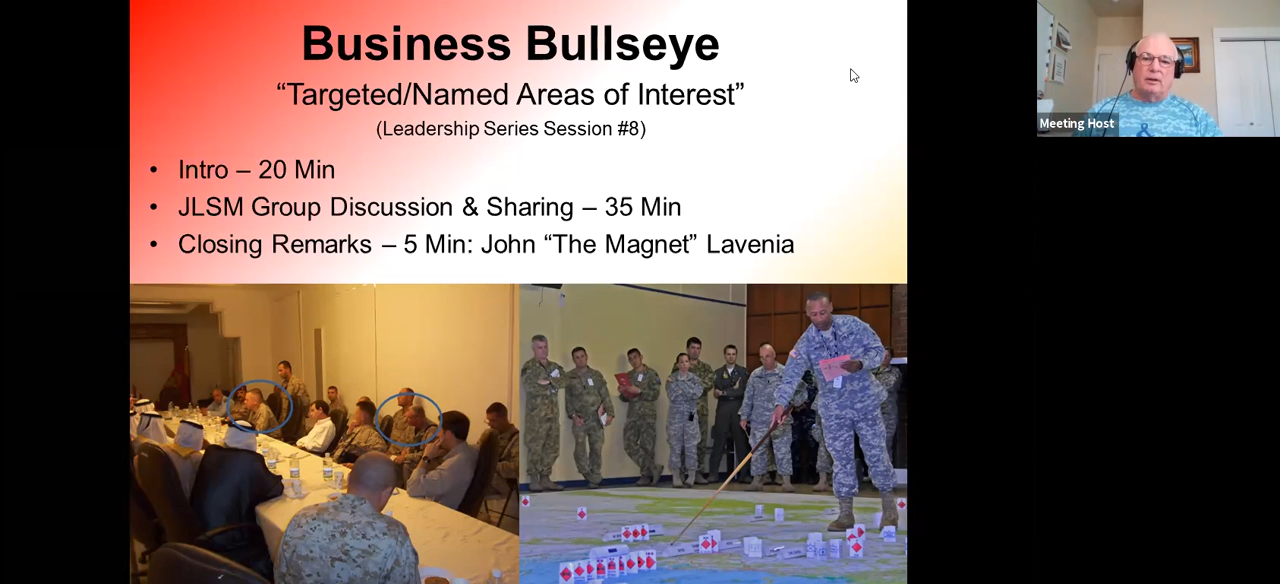 Business Bullseye
“Targeted/Named Areas of Interest”
(Leadership Series Session #8)
• Intro – 20 Min
• JLSM Group Discussion & Sharing – 35 Min
• Closing Remarks – 5 Min: John “The Magnet” Lavenia
Meeting Host